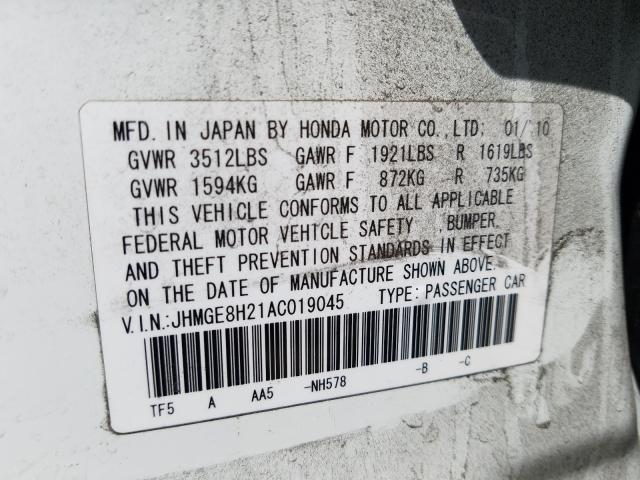 MFD. IN JAPAN BY HONDA MOTOR CO.,LTD. 01/10
GVWR 3512LBS GAWR F 1921LBS R 1619LBS
GVWR 1594KG GAWR F 872KG R 735KG
THIS VEHICLE CONFORMS TO ALL APPLICABLE
FEDERAL MOTOR VEHICLE SAFETY ,BUMPER,
AND THEFT PREVENTION STANDARDS IN EFFECT
ON THE DATE OF MANUFACTURE SHOWN ABOVE.
V.I.N.:JHMGE8H21AC019045 TYPE: PASSENGER CAR
TF5 A AA5 -NH578 -B -C